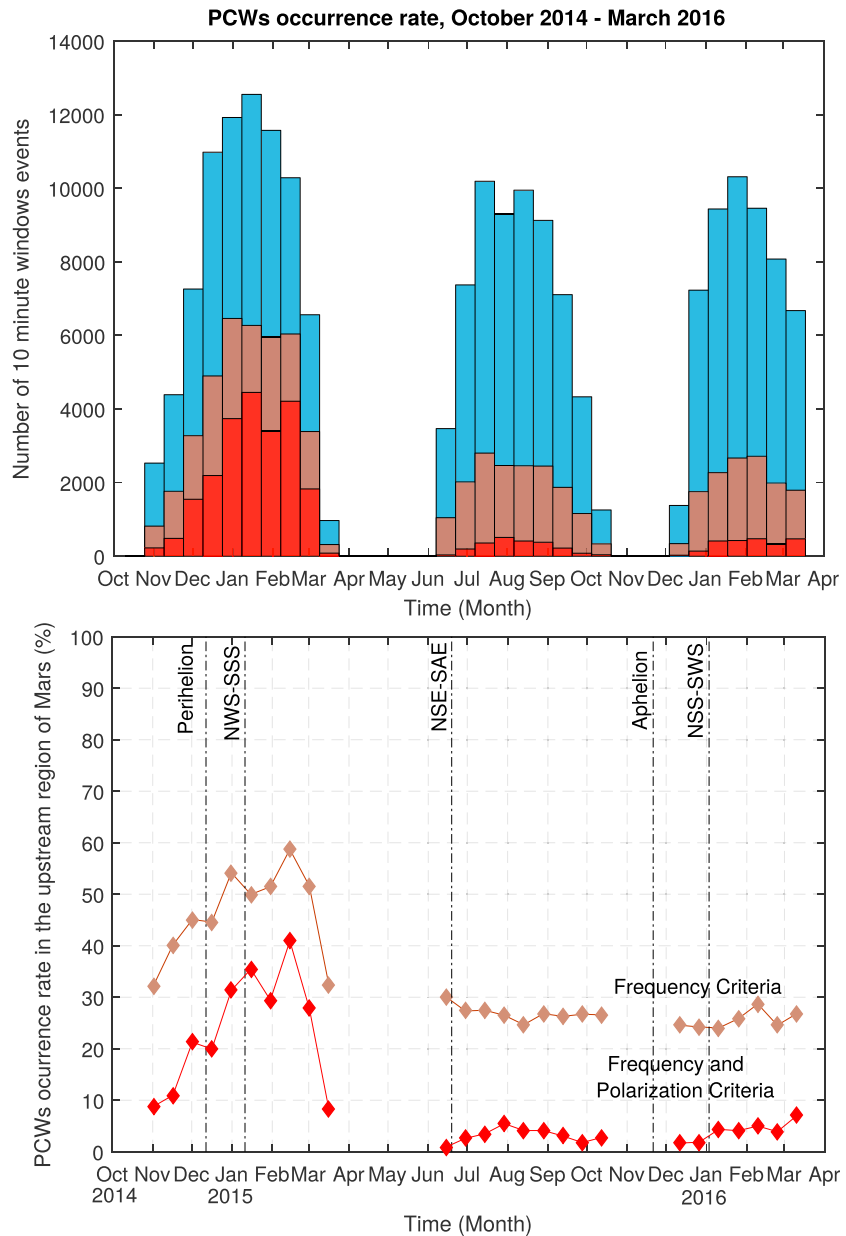 PCWs occurrence rate, October 2014 - March 2016
Number of 10 minute windows events
14000
12000
10000
8000
6000
4000
2000
0
Oct Nov Dec Jan Feb Mar Apr May Jun Jul Aug Sep Oct Nov Dec Jan Feb Mar Apr
Time (Month)
PCWs ocurrence rate in the upstream region of Mars (%)
100
90
80
70
60
50
40
30
20
10
0
Perihelion
NWS-SSS
NSE-SAE
Aphelion
NSS-SWS
Frequency Criteria
Frequency and
Polarization Criteria
Oct Nov Dec Jan Feb Mar Apr May Jun Jul Aug Sep Oct Nov Dec Jan Feb Mar Apr
2014 2015 2016
Time (Month)